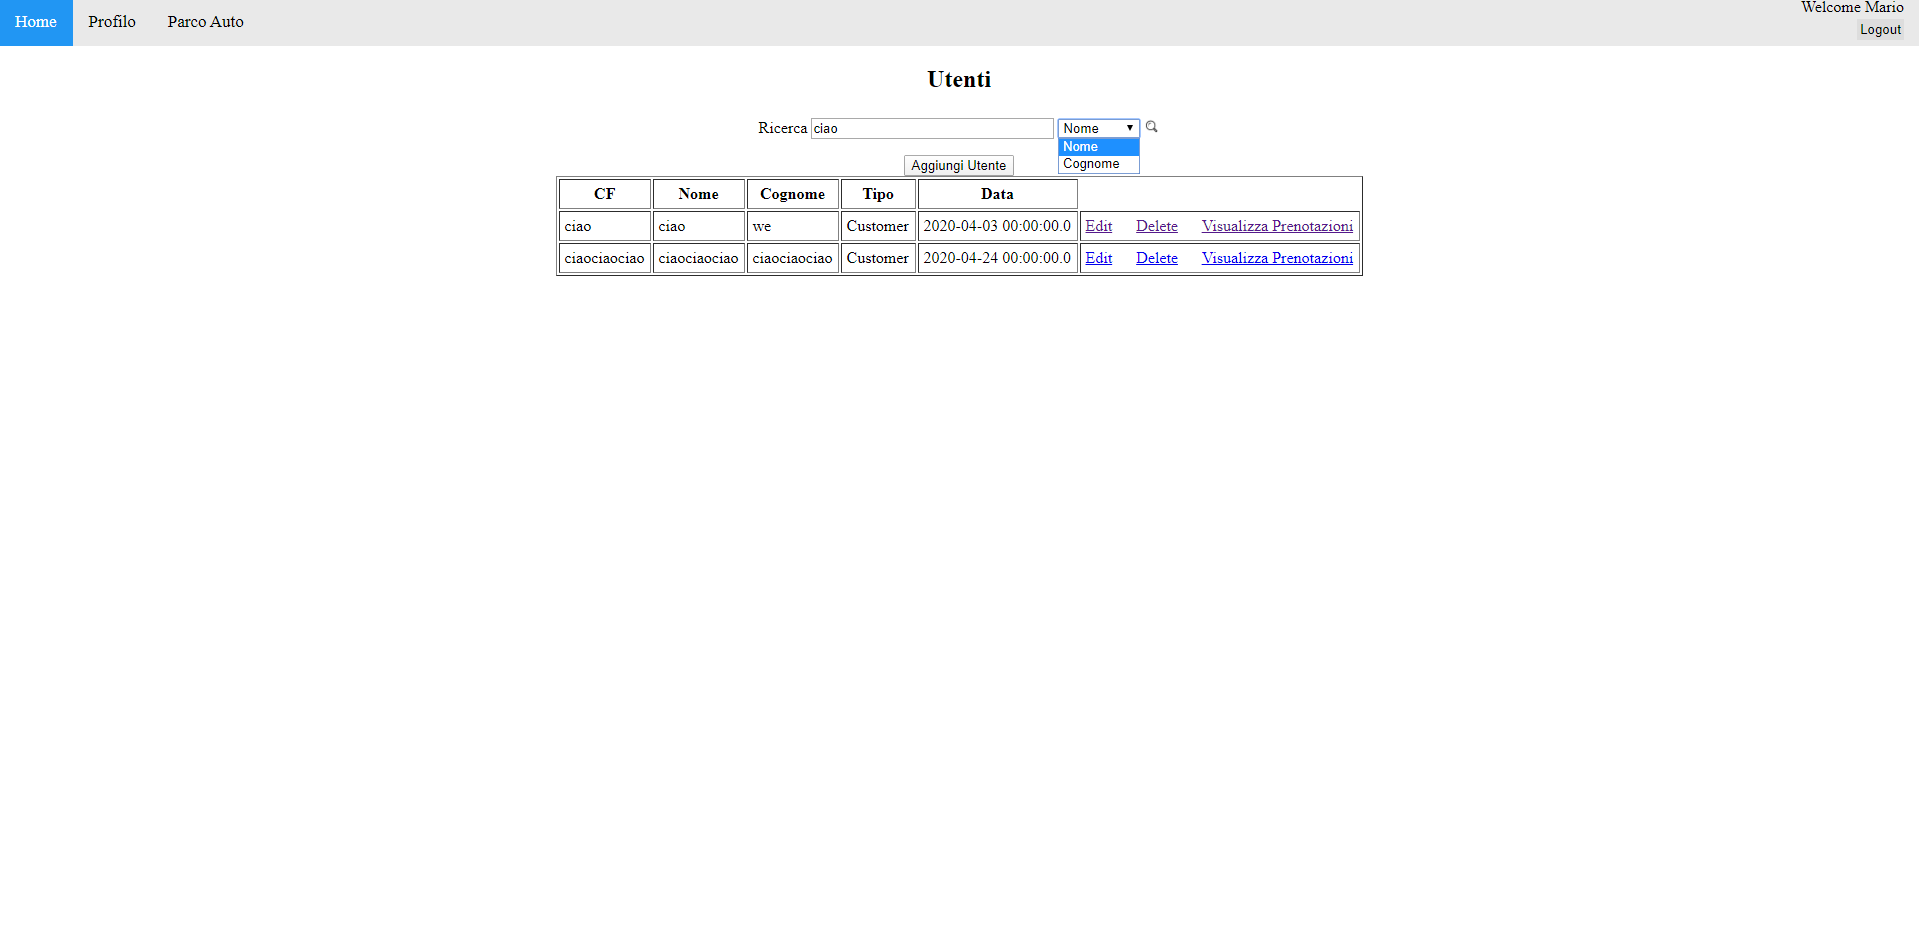 Home Profilo Parco Auto Welcome Mario
Logout
Utenti
Ricerca ciao Nome
Nome
Cognome
Aggiungi Utente
CF Nome Cognome Tipo Data
ciao ciao we Customer 2020-04-03 00:00:00.0 Edit Delete Visualizza Prenotazioni
ciaociaociao ciaociaociao ciaociaociao Customer 2020-04-24 00:00:00.0 Edit Delete Visualizza Prenotazioni